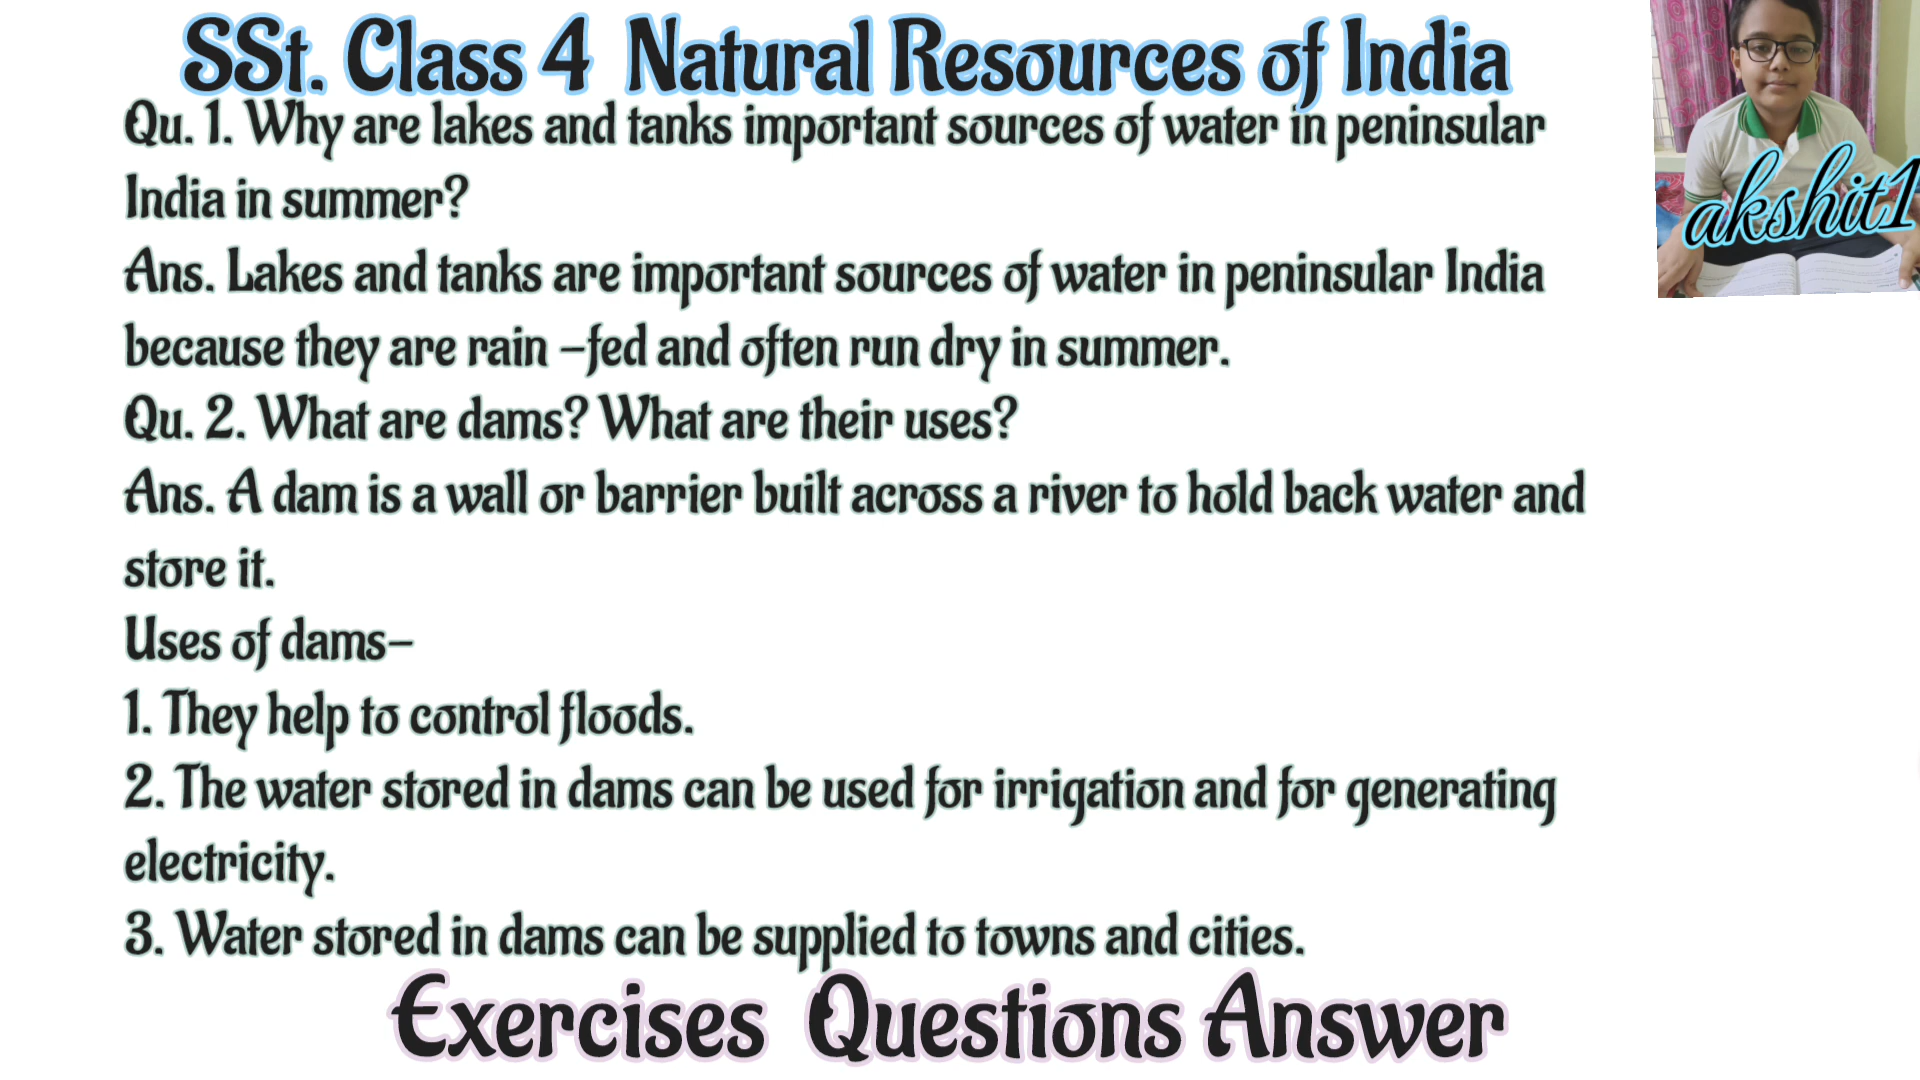 SSt. Class 4 Natural Resources of India
Qu. 1. Why are lakes and tanks important sources of water in peninsular
India in summer?
Ans. Lakes and tanks are important sources of water in peninsular India
because they are rain –fed and often run dry in summer.
Qu. 2. What are dams? What are their uses?
Ans. A dam is a wall or barrier built across a river to hold back water and
store it.
Uses of dams–
1. They help to control floods.
2. The water stored in dams can be used for irrigation and for generating
electricity.
3. Water stored in dams can be supplied to towns and cities.
Exercises Questions Answer
akshit1